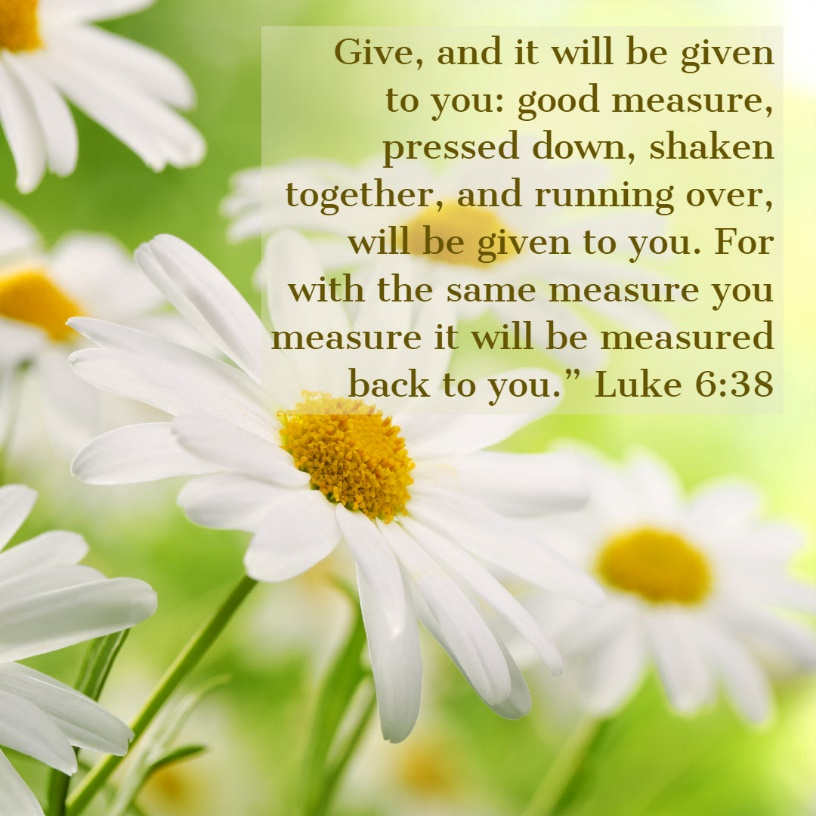 Give, and it will be given
to you: good measure,
pressed down, shaken
together, and running over,
will be given to you. For
with the same measure you
measure it will be measured
back to you.” Luke 6:38